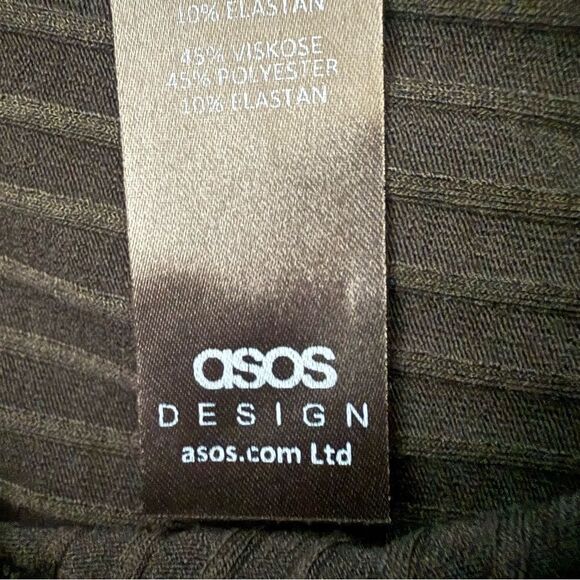 10% ELASTAN
45% VISKOSE
45% POLYESTER
10% ELASTAN
asos
DESIGN
asos.com Ltd